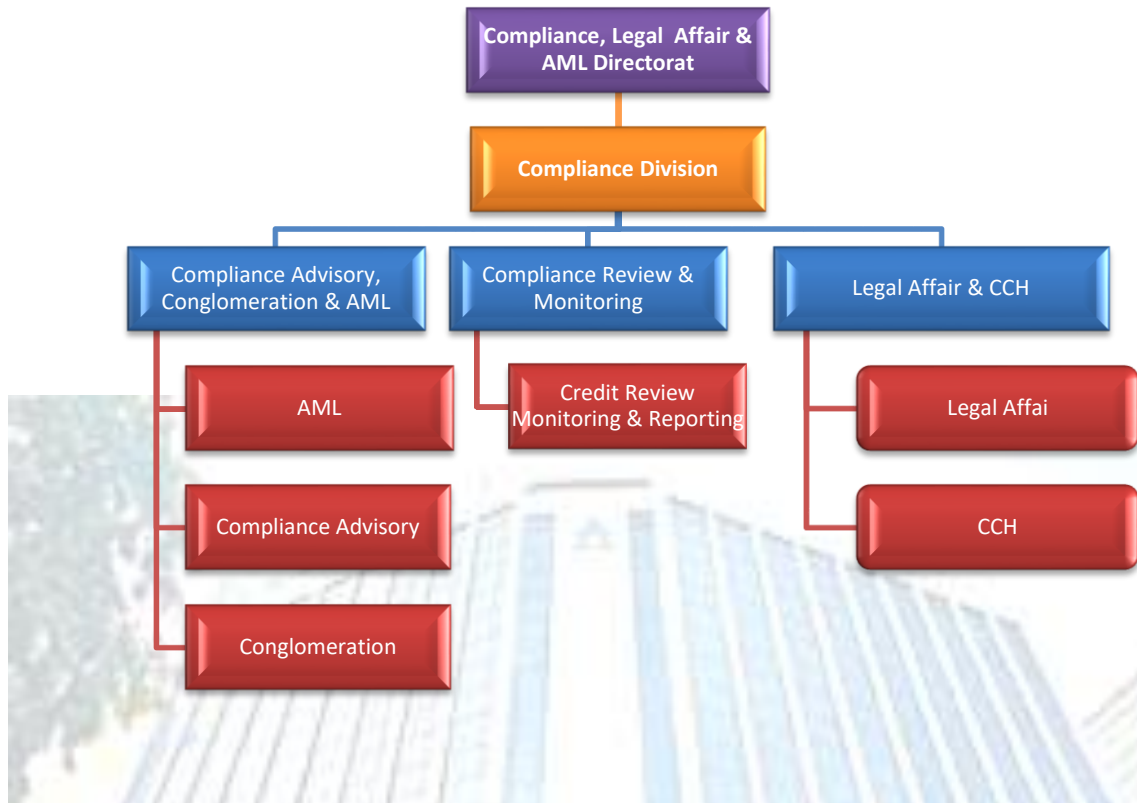 Compliance, Legal Affair &
AML Directorat
Compliance Division
Compliance Advisory,
Conglomeration & AML
Compliance Review &
Monitoring
Legal Affair & CCH
AML
Credit Review
Monitoring & Reporting
Legal Affai
Compliance Advisory
CCH
Conglomeration